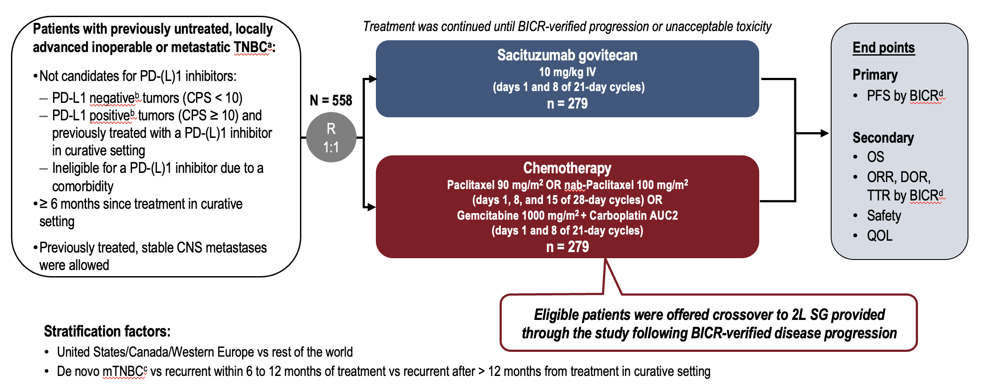 Patients with previously untreated, locally
advanced inoperable or metastatic TNBCᵃ:
•Not candidates for PD-(L)1 inhibitors:
– PD-L1 negativeᵇ tumors (CPS < 10)
– PD-L1 positiveᵇ tumors (CPS ≥ 10) and
previously treated with a PD-(L)1 inhibitor
in curative setting
– Ineligible for a PD-(L)1 inhibitor due to a
comorbidity
•≥ 6 months since treatment in curative
setting
•Previously treated, stable CNS metastases
were allowed
N = 558
R
1:1
Treatment was continued until BICR-verified progression or unacceptable toxicity
Sacituzumab govitecan
10 mg/kg IV
(days 1 and 8 of 21-day cycles)
n = 279
Chemotherapy
Paclitaxel 90 mg/m² OR nab-Paclitaxel 100 mg/m²
(days 1, 8, and 15 of 28-day cycles) OR
Gemcitabine 1000 mg/m² + Carboplatin AUC2
(days 1 and 8 of 21-day cycles)
n = 279
Eligible patients were offered crossover to 2L SG provided
through the study following BICR-verified disease progression
End points
Primary
• PFS by BICRᵈ
Secondary
• OS
• ORR, DOR,
TTR by BICRᵈ
• Safety
• QOL
Stratification factors:
• United States/Canada/Western Europe vs rest of the world
• De novo mTNBCᶜ vs recurrent within 6 to 12 months of treatment vs recurrent after > 12 months from treatment in curative setting